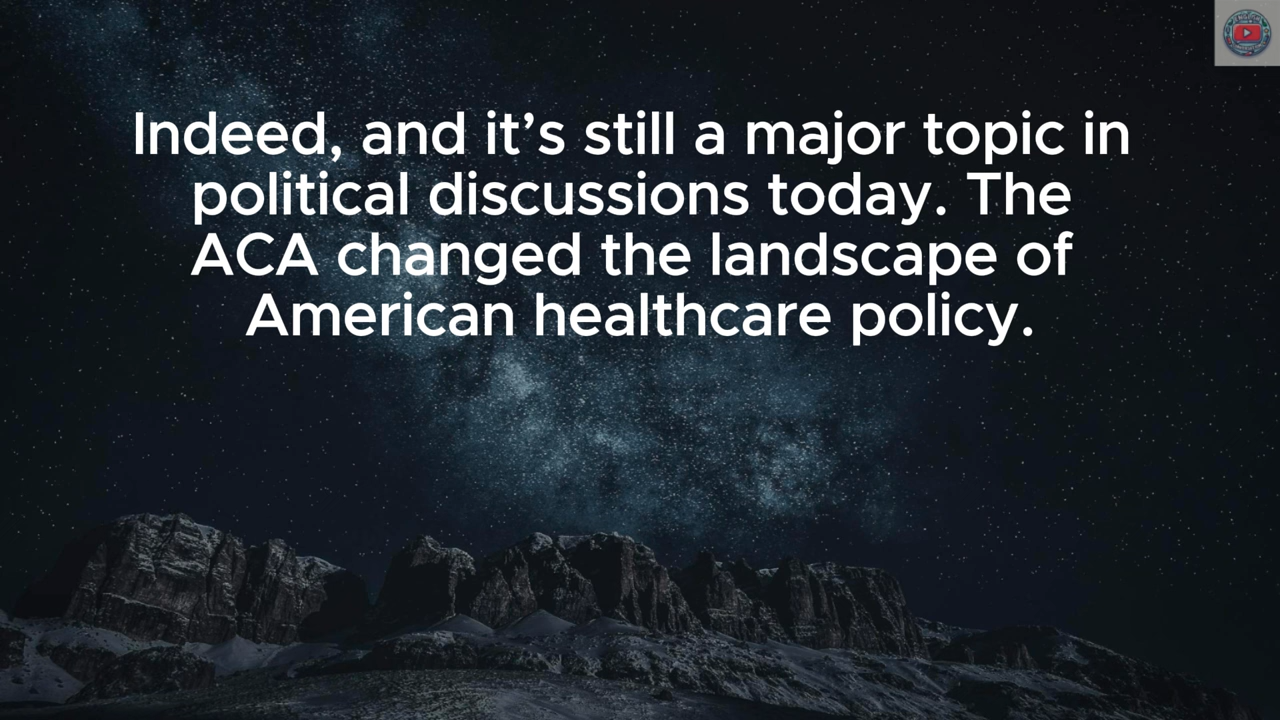 Indeed, and it’s still a major topic in
political discussions today. The
ACA changed the landscape of
American healthcare policy.